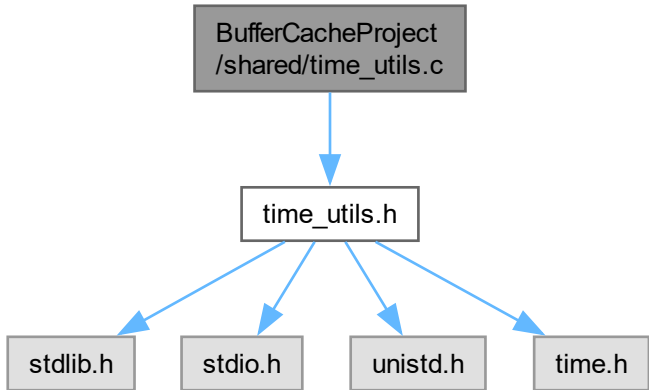 BufferCacheProject
/shared/time_utils.c
time_utils.h
stdlib.h
stdio.h
unistd.h
time.h